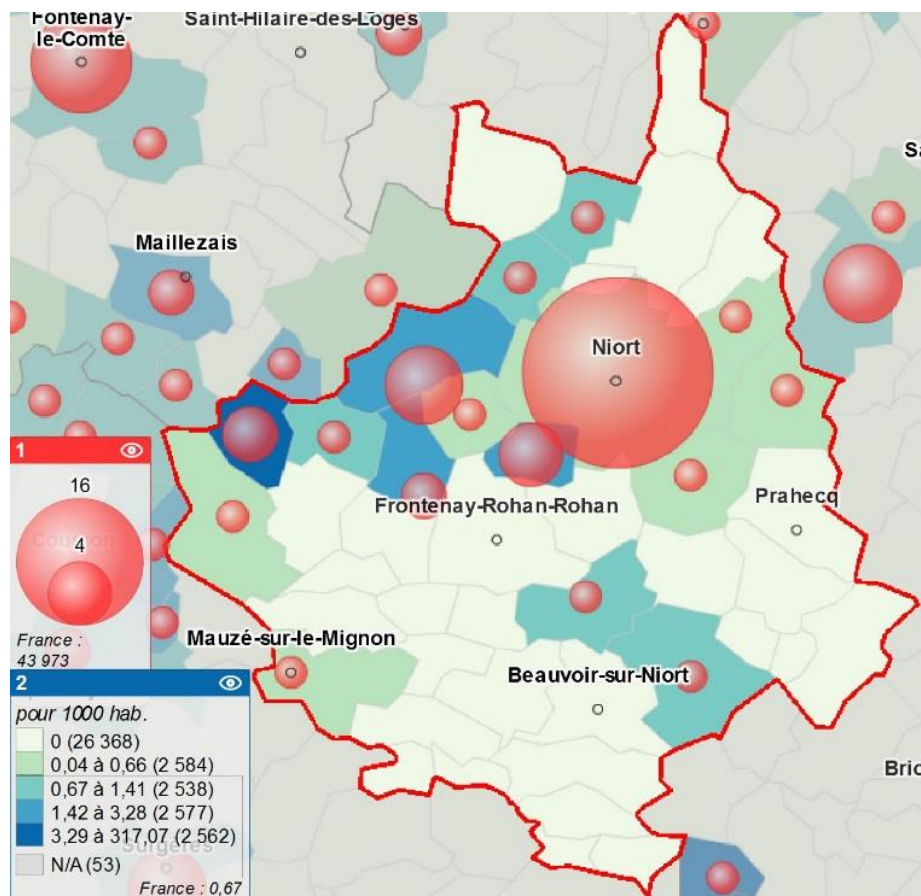 Fontenay-
le-Comte
Saint-Hilaire-des-Loges
Sa
Maillezais
Niort
Frontenay-Rohan-Rohan
Prahecq
Mauzé-sur-le-Mignon
Beauvoir-sur-Niort
Bric
1
16
4
France :
43 973
2
pour 1000 hab.
0 (26 368)
0,04 à 0,66 (2 584)
0,67 à 1,41 (2 538)
1,42 à 3,28 (2 577)
3,29 à 317,07 (2 562)
N/A (53)
Surgères
France : 0,67